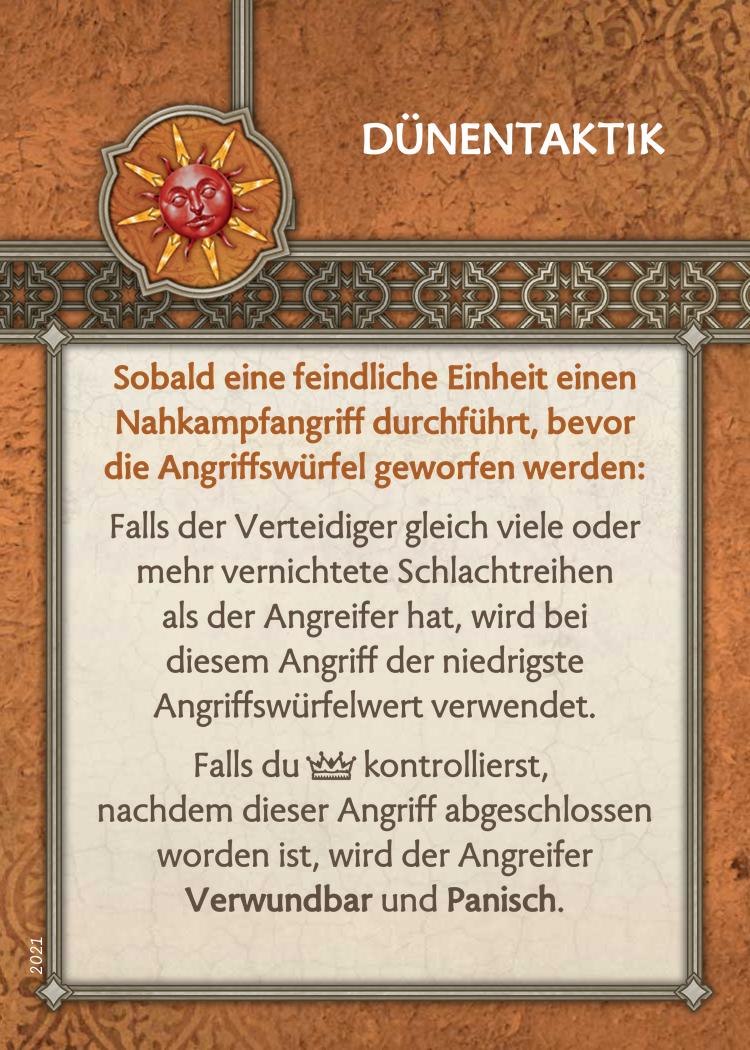 DÜNENTAKTIK
Sobald eine feindliche Einheit einen
Nahkampfangriff durchführt, bevor
die Angriffswürfel geworfen werden:
Falls der Verteidiger gleich viele oder
mehr vernichtete Schlachtreihen
als der Angreifer hat, wird bei
diesem Angriff der niedrigste
Angriffswürfelwert verwendet.
Falls du kontrollierst,
nachdem dieser Angriff abgeschlossen
worden ist, wird der Angreifer
Verwundbar und Panisch.
2021